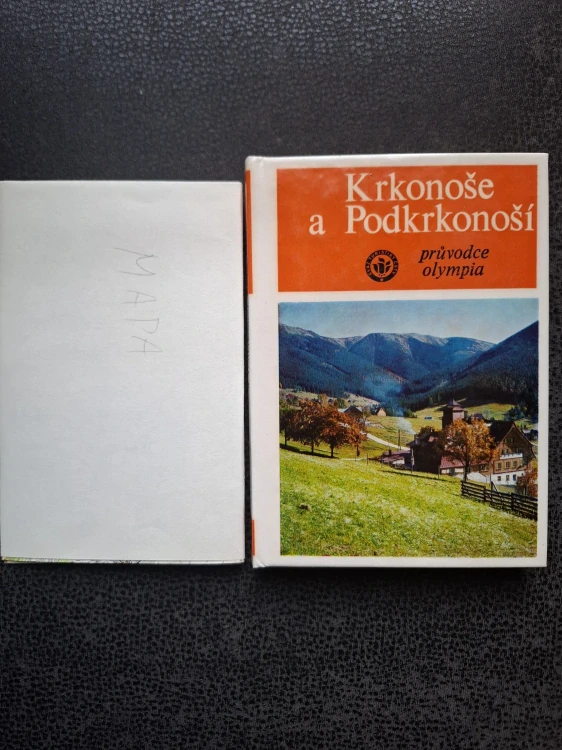 MAPA
Krkonoše
a Podkrkonoší
průvodce
olympia